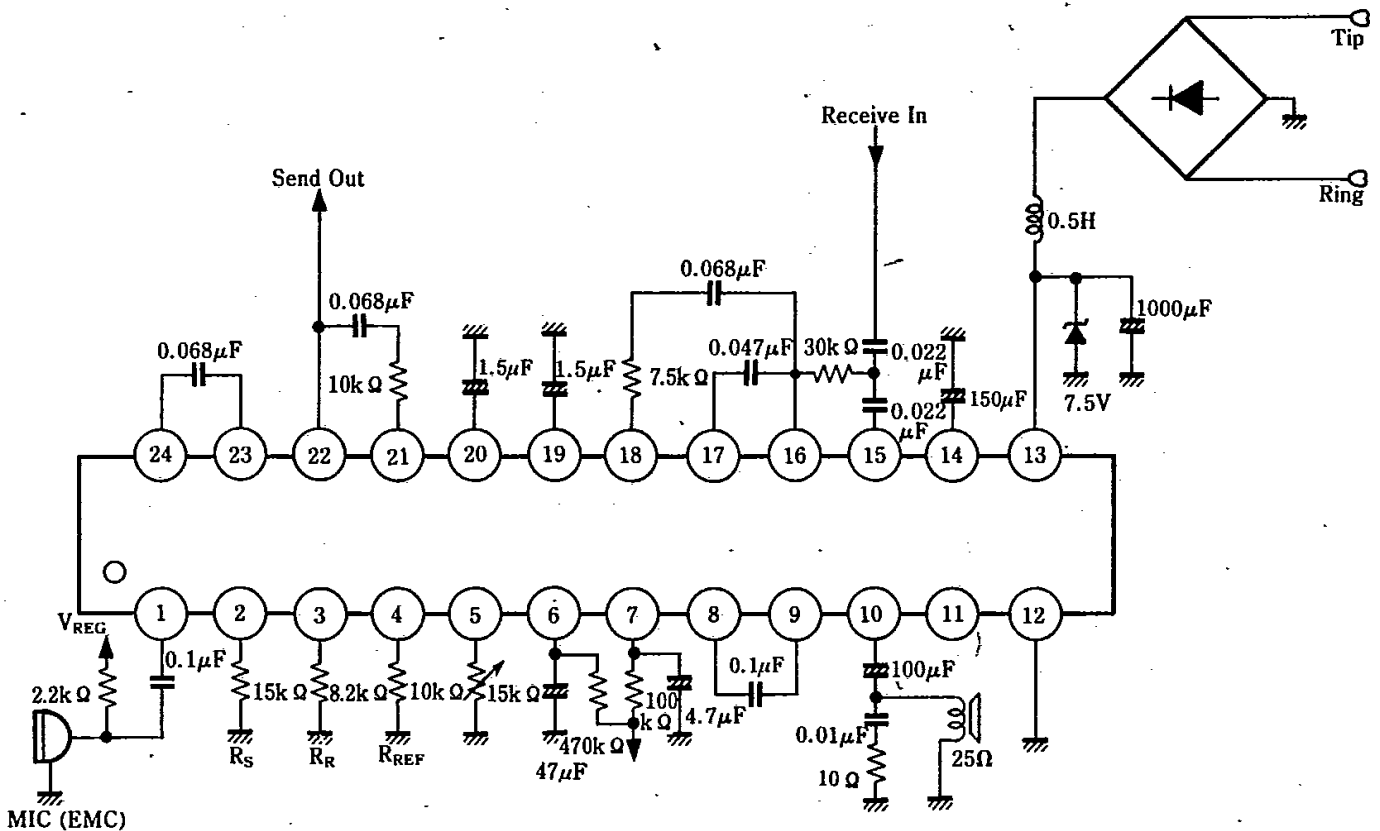 Tip
Receive In
Ring
Send Out
0.5H
0.068μF
0.068μF
1000μF
0.068μF
0.047μF
30kΩ
0.022
μF
1.5μF
1.5μF
7.5kΩ
10kΩ
150μF
7.5V
0.022
μF
24
23
22
21
20
19
18
17
16
15
14
13
1
2
3
4
5
6
7
8
9
10
11
12
VREG
0.1μF
0.1μF
100μF
2.2kΩ
15kΩ
8.2kΩ
10kΩ
15kΩ
100
kΩ
4.7μF
470kΩ
47μF
0.01μF
10Ω
25Ω
RS
RR
RREF
MIC (EMC)